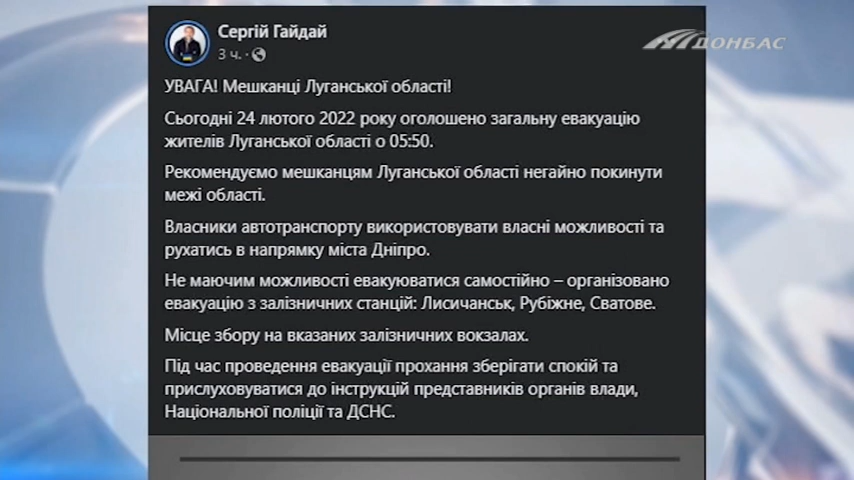 Сергій Гайдай
3 ч. ·
ДОНБАС
УВАГА! Мешканці Луганської області!
Сьогодні 24 лютого 2022 року оголошено загальну евакуацію
жителів Луганської області о 05:50.
Рекомендуємо мешканцям Луганської області негайно покинути
межі області.
Власники автотранспорту використовувати власні можливості та
рухатись в напрямку міста Дніпро.
Не маючим можливості евакуюватися самостійно – організовано
евакуацію з залізничних станцій: Лисичанськ, Рубіжне, Сватове.
Місце збору на вказаних залізничних вокзалах.
Під час проведення евакуації прохання зберігати спокій та
прислуховуватися до інструкцій представників органів влади,
Національної поліції та ДСНС.